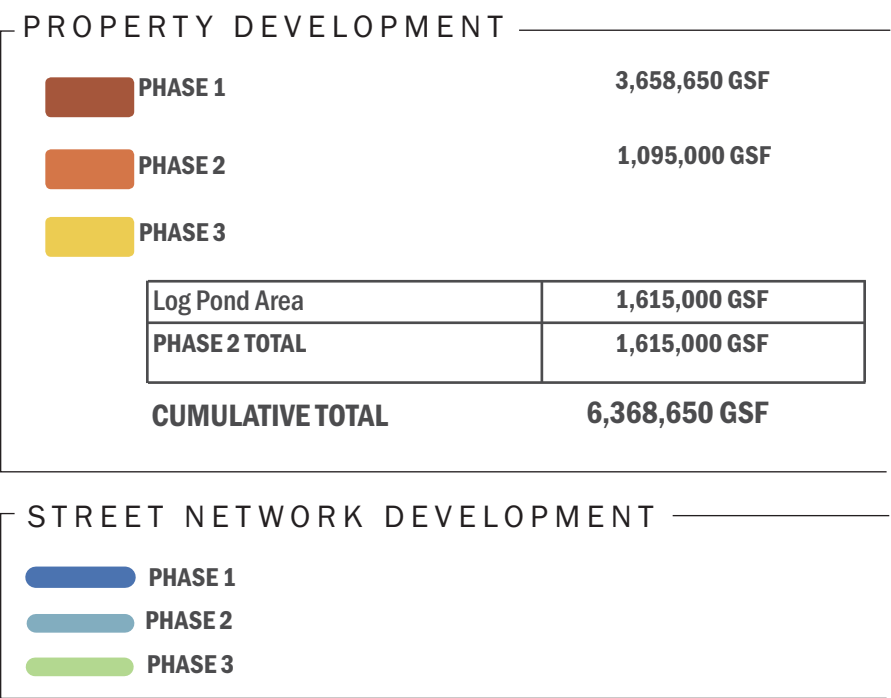 PROPERTY DEVELOPMENT
PHASE 1 3,658,650 GSF
PHASE 2 1,095,000 GSF
PHASE 3
Log Pond Area 1,615,000 GSF
PHASE 2 TOTAL 1,615,000 GSF
CUMULATIVE TOTAL 6,368,650 GSF
STREET NETWORK DEVELOPMENT
PHASE 1
PHASE 2
PHASE 3